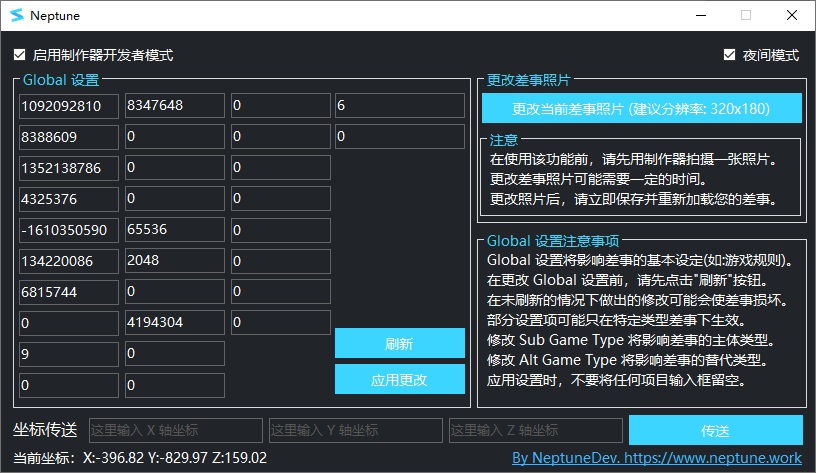 Neptune
启用制作器开发者模式
夜间模式
Global 设置
1092092810 8347648 0 6
8388609 0 0 0
1352138786 0 0
4325376 0 0
-1610350590 65536 0
134220086 2048 0
6815744 0 0
0 4194304 0
9 0
0 0
刷新
应用更改
更改差事照片
更改当前差事照片 (建议分辨率: 320x180)
注意
在使用该功能前，请先用制作器拍摄一张照片。
更改差事照片可能需要一定的时间。
更改照片后，请立即保存并重新加载您的差事。
Global 设置注意事项
Global 设置将影响差事的基本设定(如:游戏规则)。
在更改 Global 设置前，请先点击"刷新"按钮。
在未刷新的情况下做出的修改可能会使差事损坏。
部分设置项可能只在特定类型差事下生效。
修改 Sub Game Type 将影响差事的主体类型。
修改 Alt Game Type 将影响差事的替代类型。
应用设置时，不要将任何项目输入框留空。
坐标传送 这里输入 X 轴坐标 这里输入 Y 轴坐标 这里输入 Z 轴坐标 传送
当前坐标：X:-396.82 Y:-829.97 Z:159.02
By NeptuneDev. https://www.neptune.work